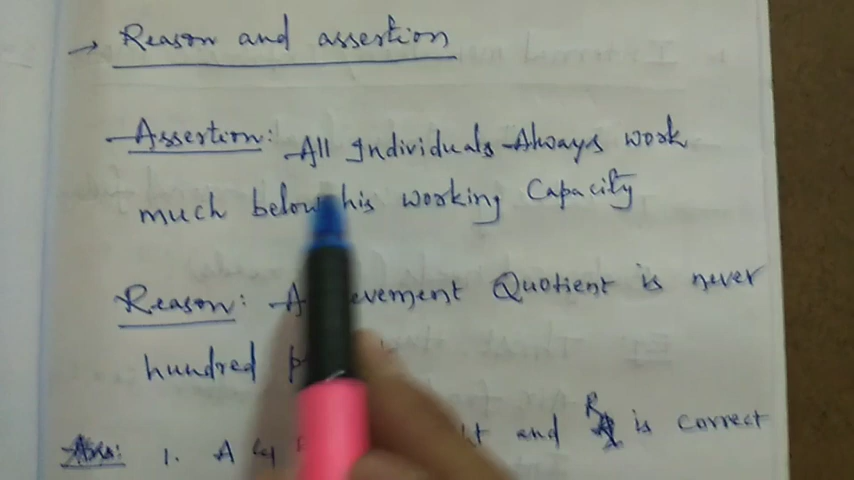 → Reason and assertion
Assertion: All Individuals Always work
much below his working Capacity
Reason: A evement Quotient is never
hundred p
Ans: 1. A and R is correct